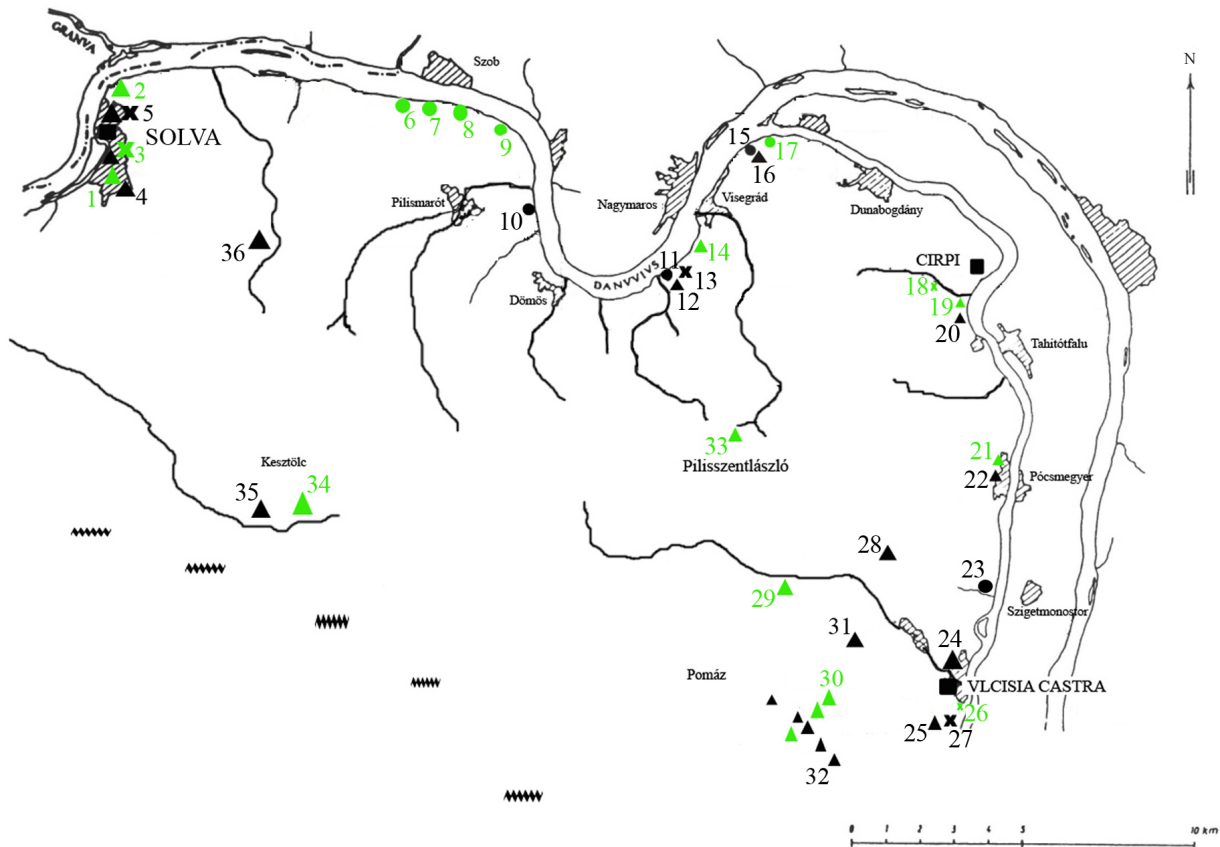 GRANVA
Szob
N
2
5
SOLVA
3
1
4
6
7
8
9
15
17
16
Pilismarót
10
Nagymaros
Visegrád
Dunabogdány
36
14
11
13
12
DANVVIVS
Dömös
CIRPI
18
19
20
Tahitótfalu
33
Pilisszentlászló
Kesztölc
34
35
21
22
Pócsmegyer
28
23
29
Szigetmonostor
31
24
Pomáz
30
VLCISIA CASTRA
26
25
27
32
0 1 2 3 4 5 10 km